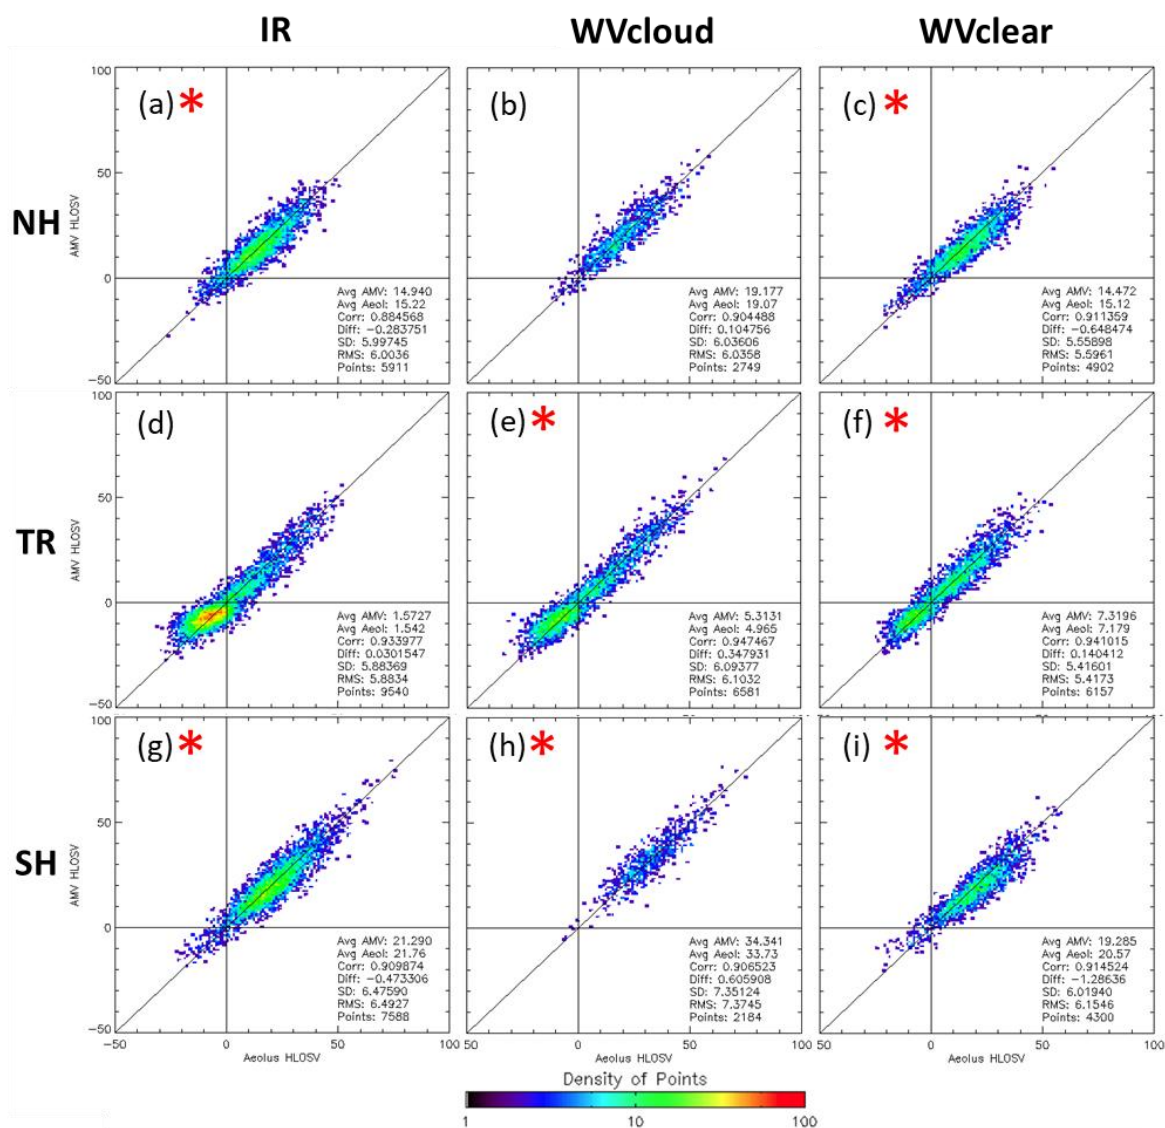 IR WVcloud WVclear
NH
AMV HLOSV
100
50
0
−50
(a) *
Avg AMV: 14.940
Avg Aeol: 15.22
Corr: 0.884568
Diff: −0.283751
SD: 5.99745
RMS: 6.0036
Points: 5911
(b)
Avg AMV: 19.177
Avg Aeol: 19.07
Corr: 0.904488
Diff: 0.104756
SD: 6.03606
RMS: 6.0358
Points: 2749
(c) *
Avg AMV: 14.472
Avg Aeol: 15.12
Corr: 0.911359
Diff: −0.648474
SD: 5.55898
RMS: 5.5961
Points: 4902
TR
AMV HLOSV
100
50
0
−50
(d)
Avg AMV: 1.5727
Avg Aeol: 1.542
Corr: 0.933977
Diff: 0.0301547
SD: 5.88369
RMS: 5.8834
Points: 9540
(e) *
Avg AMV: 5.3131
Avg Aeol: 4.965
Corr: 0.947467
Diff: 0.347931
SD: 6.09377
RMS: 6.1032
Points: 6581
(f) *
Avg AMV: 7.3196
Avg Aeol: 7.179
Corr: 0.941015
Diff: 0.140412
SD: 5.41601
RMS: 5.4173
Points: 6157
SH
AMV HLOSV
100
50
0
−50
(g) *
Avg AMV: 21.290
Avg Aeol: 21.76
Corr: 0.909874
Diff: −0.473306
SD: 6.47590
RMS: 6.4927
Points: 7588
(h) *
Avg AMV: 34.341
Avg Aeol: 33.73
Corr: 0.906523
Diff: 0.605908
SD: 7.35124
RMS: 7.3745
Points: 2184
(i) *
Avg AMV: 19.285
Avg Aeol: 20.57
Corr: 0.914524
Diff: −1.28636
SD: 6.01940
RMS: 6.1546
Points: 4300
−50 0 50 100 50 0 50 100 50 0 50 100
Aeolus HLOSV Aeolus HLOSV Aeolus HLOSV
Density of Points
1 10 100